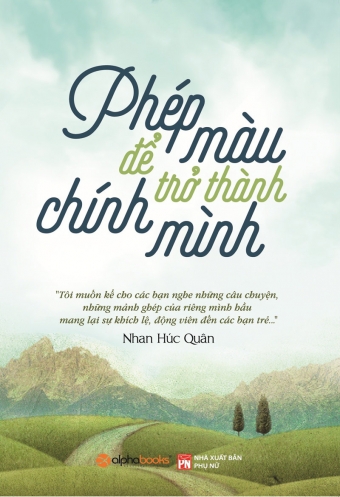 Phép màu
để trở thành
chính mình
"Tôi muốn kể cho các bạn nghe những câu chuyện,
những mảnh ghép của riêng mình hầu
mang lại sự khích lệ, động viên đến các bạn trẻ..."
Nhan Húc Quân
alphabooks
PN NHÀ XUẤT BẢN
PHỤ NỮ